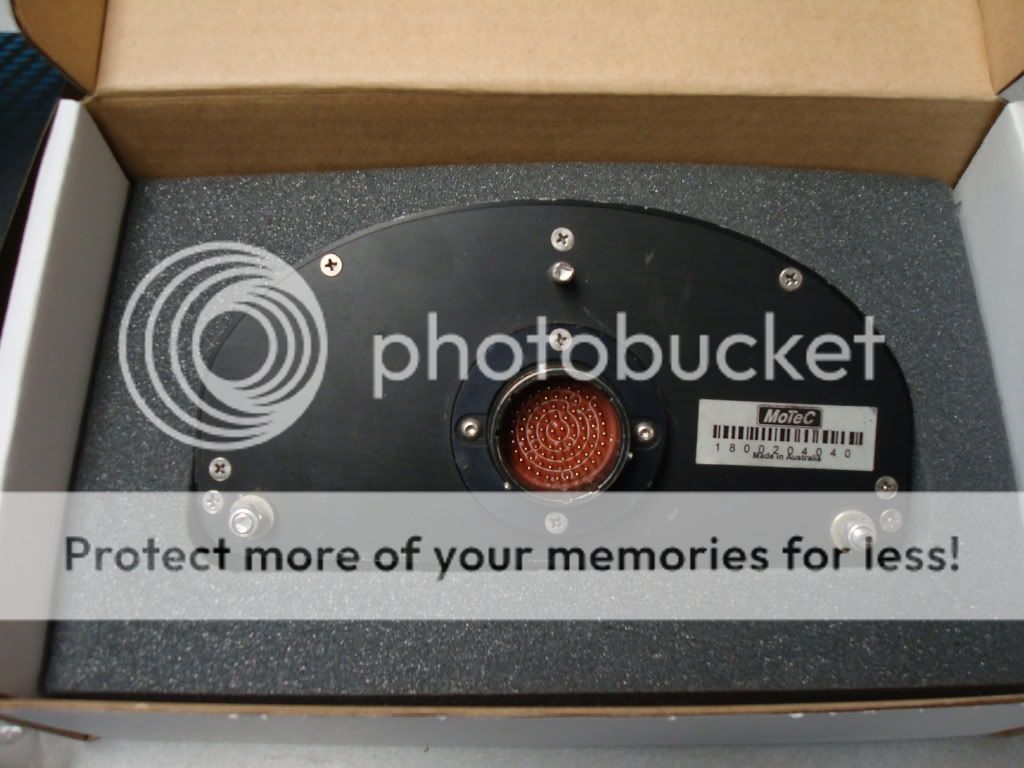 photobucket
MoTeC
1800204040
Made in Australia
Protect more of your memories for less!